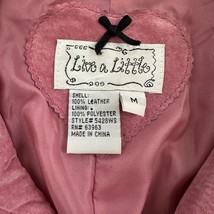 Live a Little
M
SHELL:
100% LEATHER
LINING:
100% POLYESTER
STYLE# 5428WS
RN# 63963
MADE IN CHINA